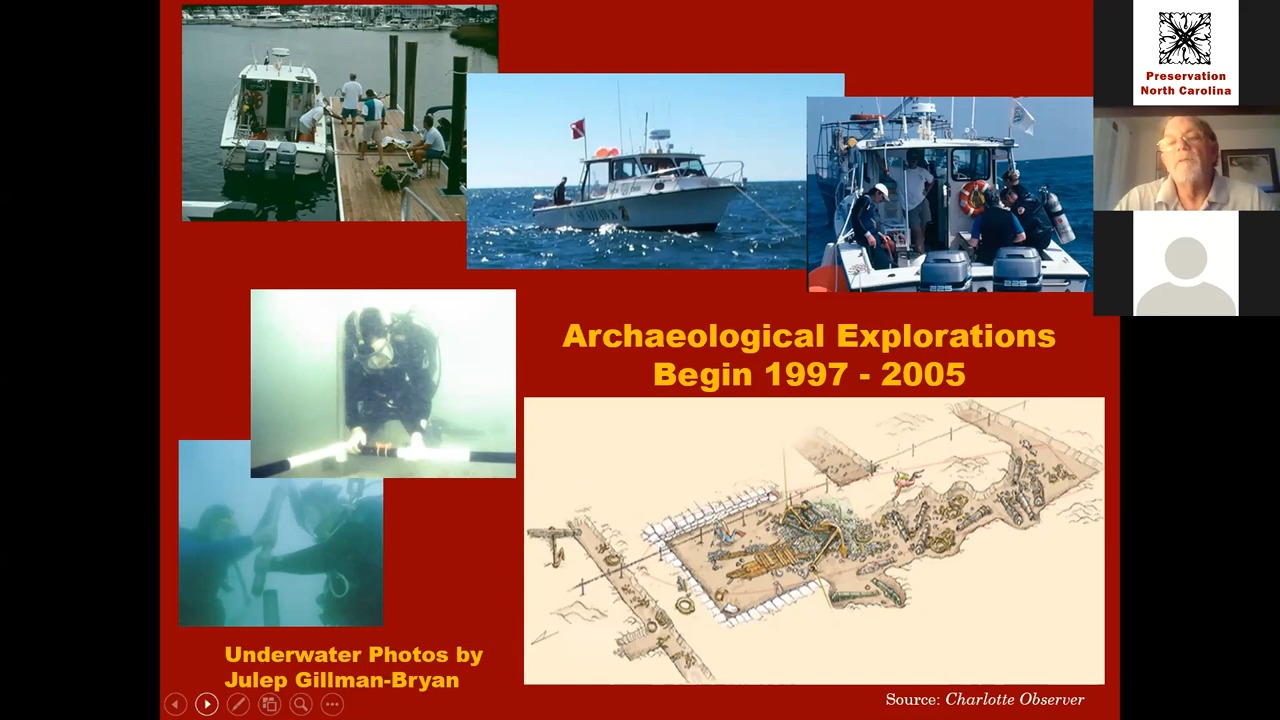 Preservation
North Carolina
Archaeological Explorations
Begin 1997 - 2005
Underwater Photos by
Julep Gillman-Bryan
Source: Charlotte Observer